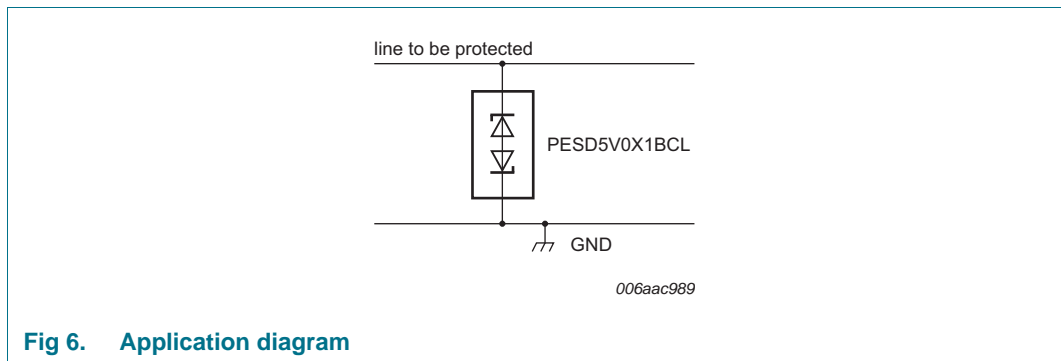 line to be protected
PESD5V0X1BCL
GND
006aac989
Fig 6. Application diagram